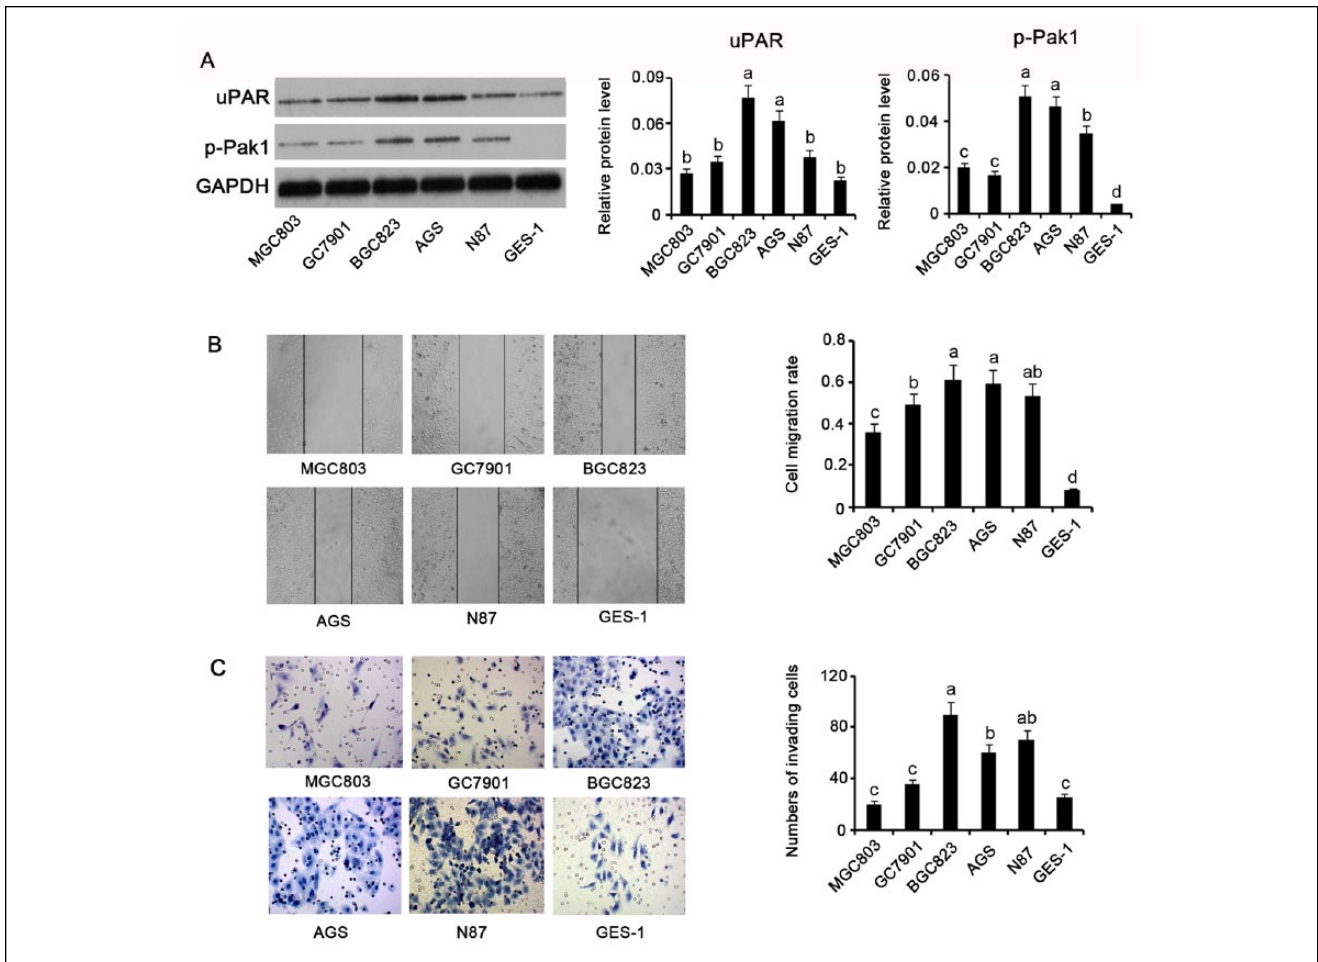 A
uPAR
p-Pak1
GAPDH
MGC803 GC7901 BGC823 AGS N87 GES-1
uPAR
Relative protein level
0.09
0.06
0.03
0
b b a a b b
MGC803 GC7901 BGC823 AGS N87 GES-1
p-Pak1
Relative protein level
0.06
0.04
0.02
0
c c a a b d
MGC803 GC7901 BGC823 AGS N87 GES-1
B
MGC803 GC7901 BGC823
AGS N87 GES-1
Cell migration rate
0.8
0.6
0.4
0.2
0
c b a a ab d
MGC803 GC7901 BGC823 AGS N87 GES-1
C
MGC803 GC7901 BGC823
AGS N87 GES-1
Numbers of invading cells
120
80
40
0
c c a b ab c
MGC803 GC7901 BGC823 AGS N87 GES-1